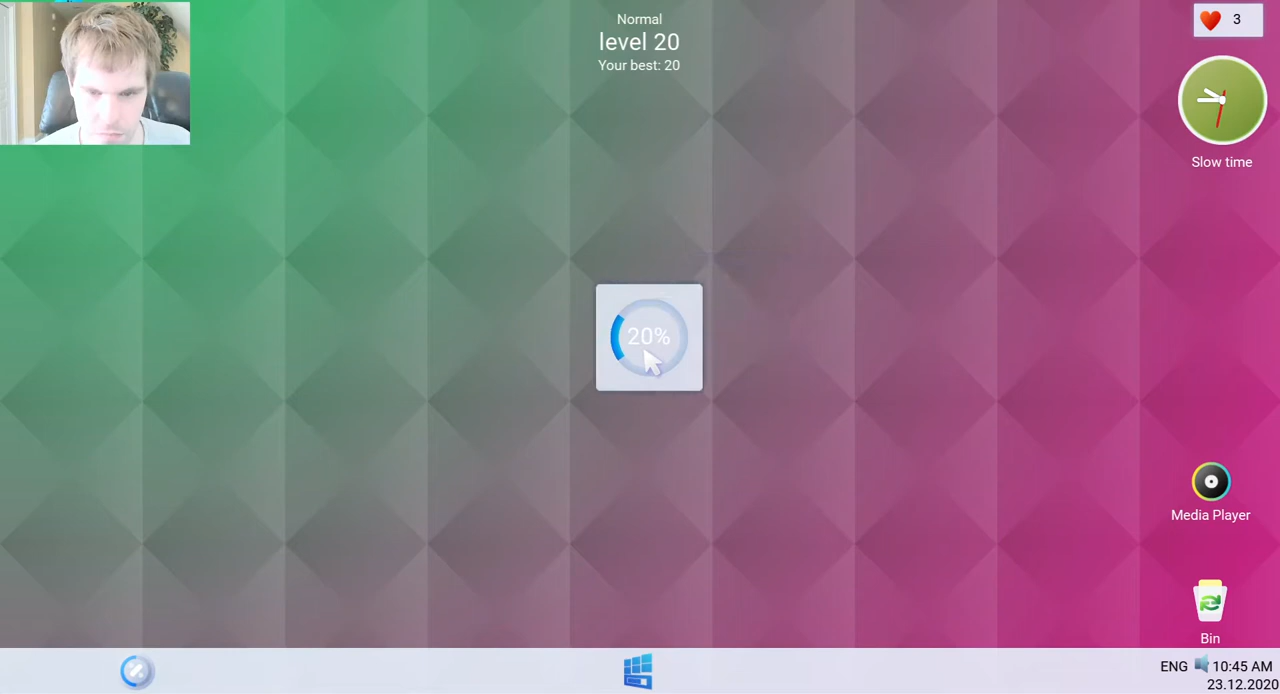 Normal
level 20
Your best: 20
3
Slow time
20%
Media Player
Bin
ENG 10:45 AM
23.12.2020